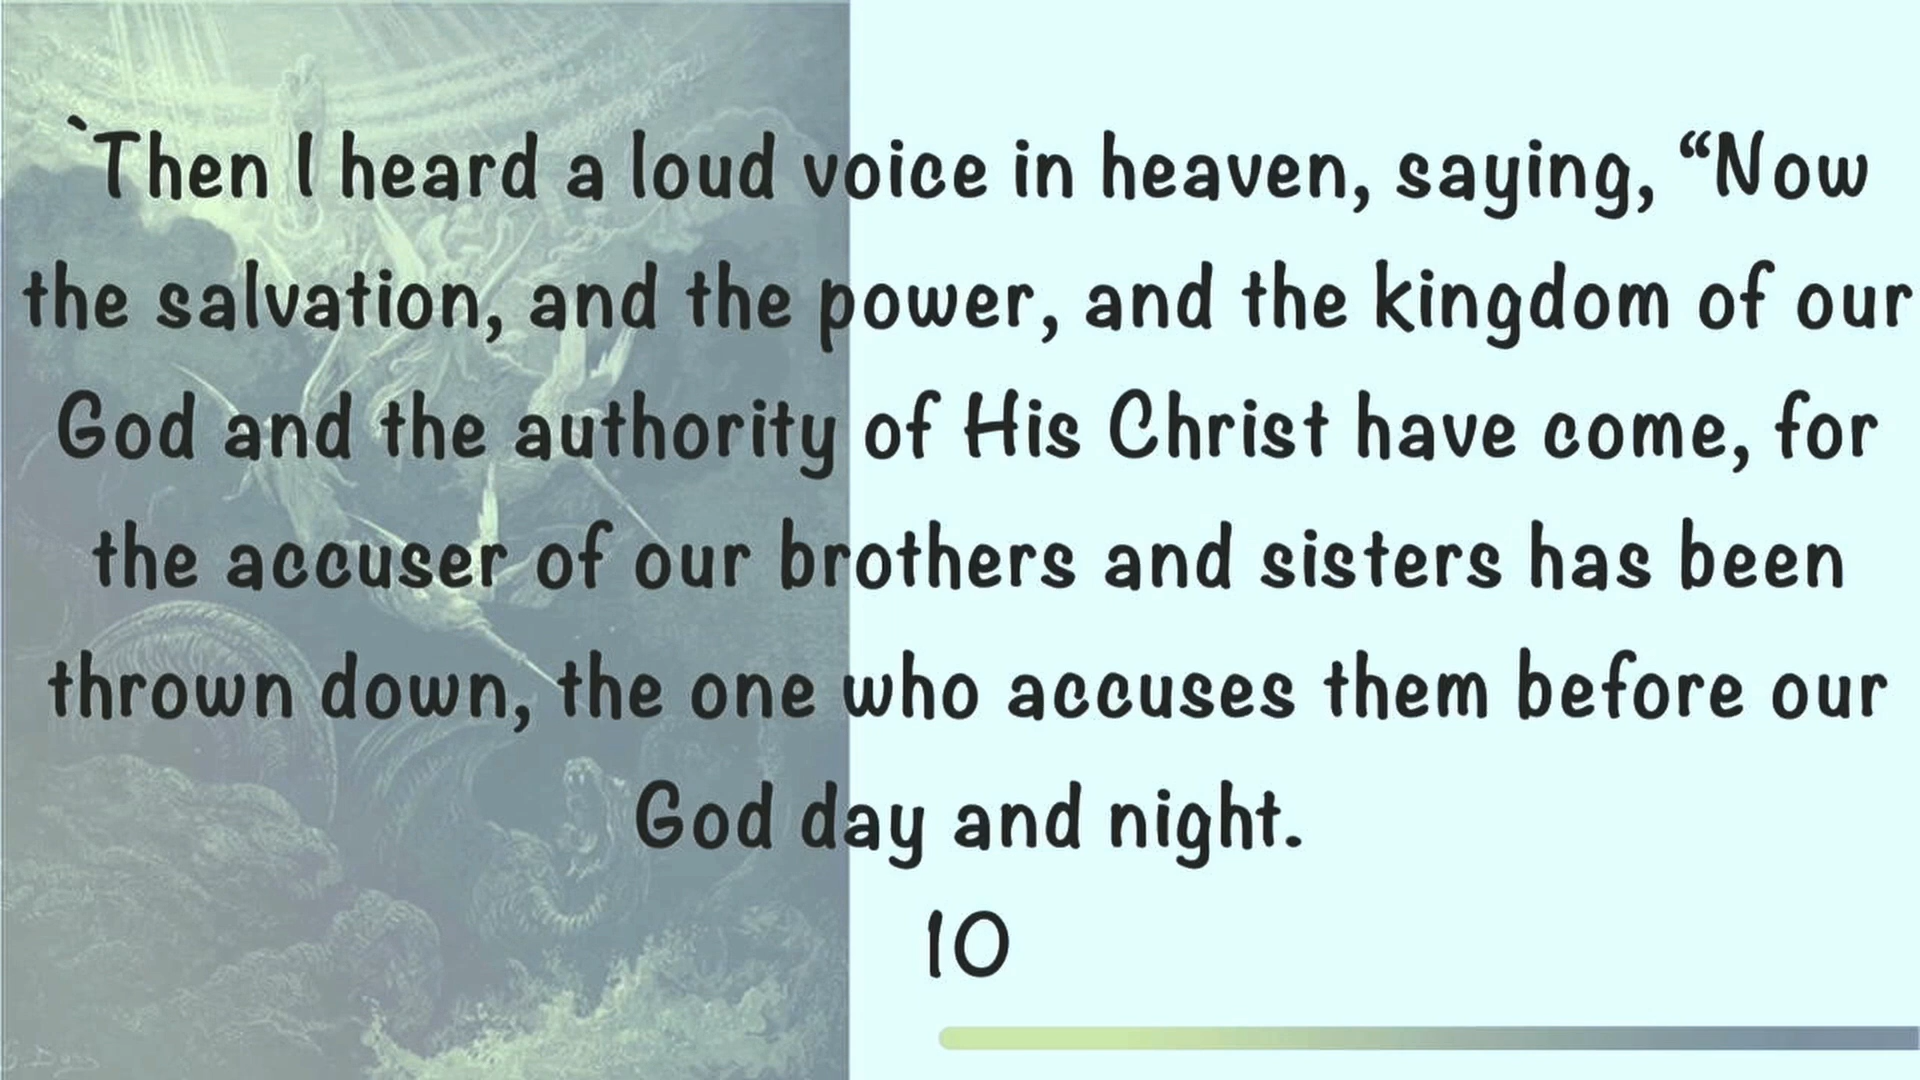 `Then I heard a loud voice in heaven, saying, “Now
the salvation, and the power, and the kingdom of our
God and the authority of His Christ have come, for
the accuser of our brothers and sisters has been
thrown down, the one who accuses them before our
God day and night.
10